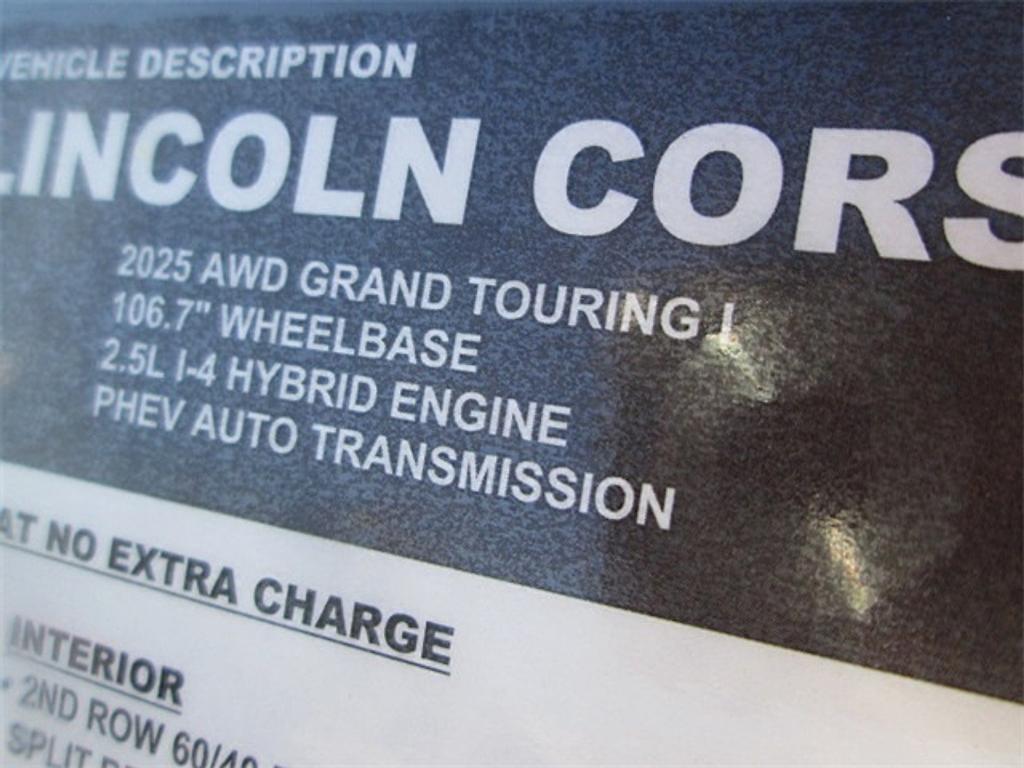 VEHICLE DESCRIPTION
LINCOLN CORS
2025 AWD GRAND TOURING I
106.7" WHEELBASE
2.5L I-4 HYBRID ENGINE
PHEV AUTO TRANSMISSION
AT NO EXTRA CHARGE
INTERIOR
• 2ND ROW 60/40
SPLIT